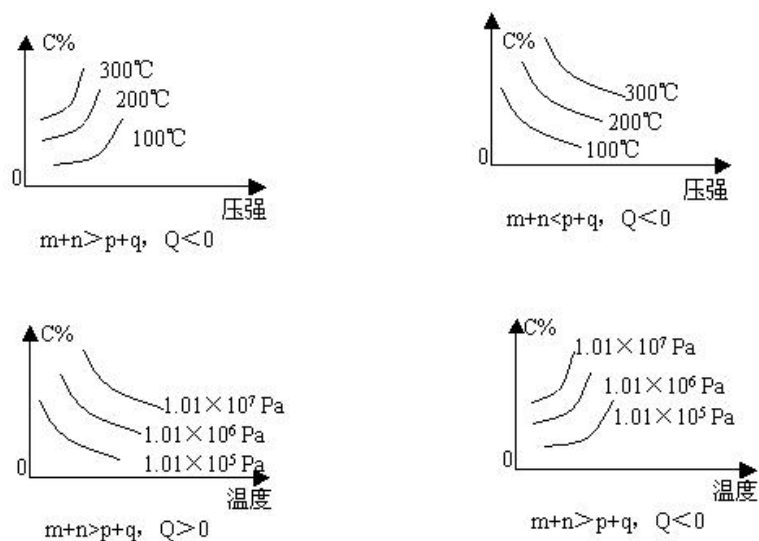 C%
300℃
200℃
100℃
0
压强
m+n>p+q, Q<0
C%
300℃
200℃
100℃
0
压强
m+n<p+q, Q<0
C%
1.01×10⁷ Pa
1.01×10⁶ Pa
1.01×10⁵ Pa
0
温度
m+n>p+q, Q>0
C%
1.01×10⁷ Pa
1.01×10⁶ Pa
1.01×10⁵ Pa
0
温度
m+n>p+q, Q<0